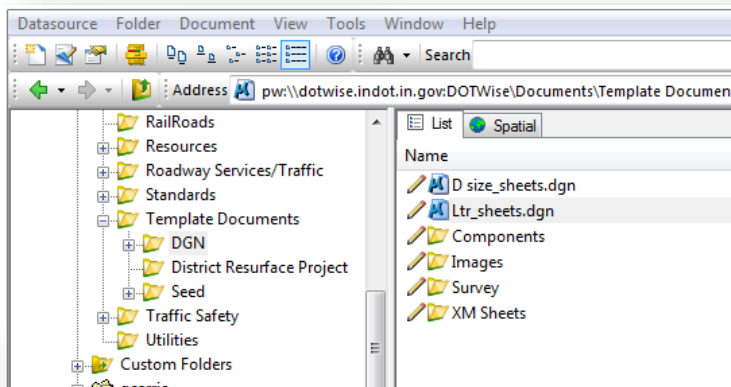 Datasource Folder Document View Tools Window Help
Search
Address pw:\\dotwise.indot.in.gov:DOTWise\Documents\Template Documen
RailRoads
Resources
Roadway Services/Traffic
Standards
Template Documents
DGN
District Resurface Project
Seed
Traffic Safety
Utilities
Custom Folders
List Spatial
Name
D size_sheets.dgn
Ltr_sheets.dgn
Components
Images
Survey
XM Sheets